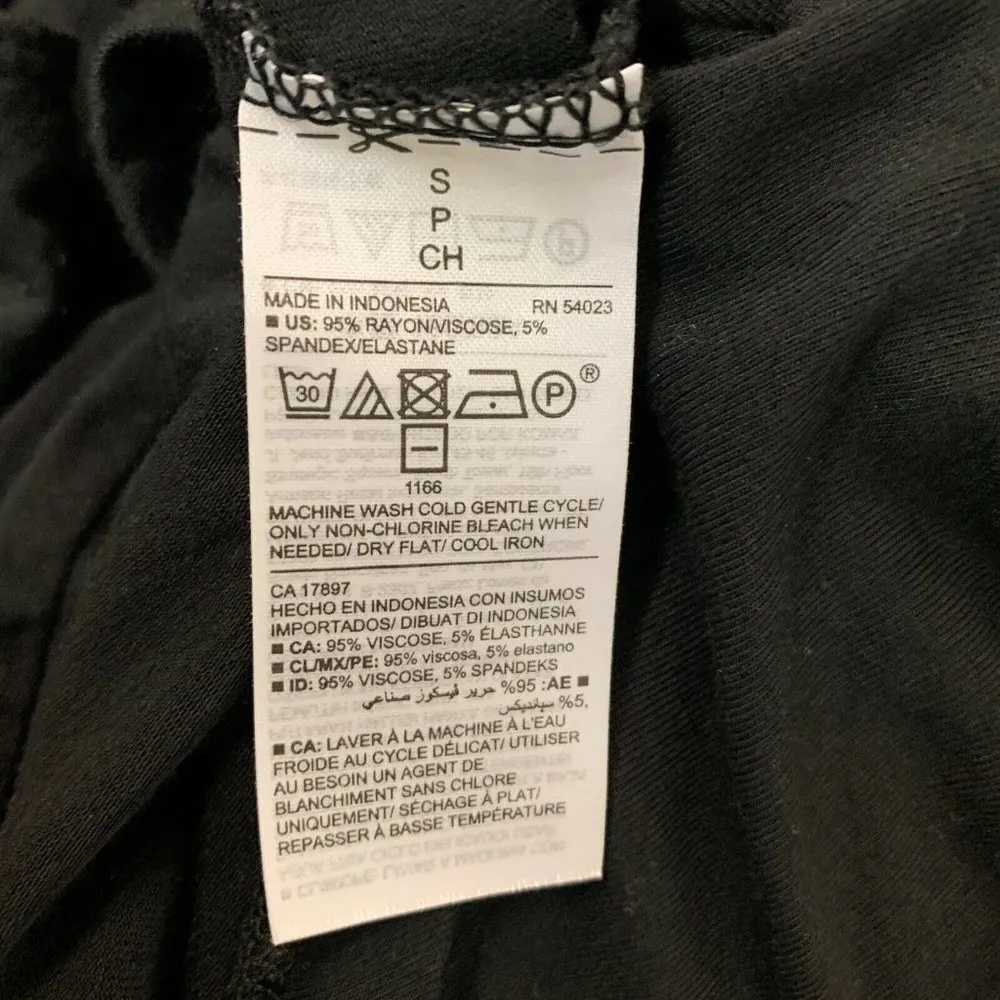 S
P
CH
MADE IN INDONESIA RN 54023
■ US: 95% RAYON/VISCOSE, 5%
SPANDEX/ELASTANE
30 P ®
1166
MACHINE WASH COLD GENTLE CYCLE/
ONLY NON-CHLORINE BLEACH WHEN
NEEDED/ DRY FLAT/ COOL IRON
CA 17897
HECHO EN INDONESIA CON INSUMOS
IMPORTADOS/ DIBUAT DI INDONESIA
■ CA: 95% VISCOSE, 5% ÉLASTHANNE
■ CL/MX/PE: 95% viscosa, 5% elastano
■ ID: 95% VISCOSE, 5% SPANDEKS
■ AE: 95% حرير فيسكوز صناعي
,5% سباندیكس
■ CA: LAVER À LA MACHINE À L'EAU
FROIDE AU CYCLE DÉLICAT/ UTILISER
AU BESOIN UN AGENT DE
BLANCHIMENT SANS CHLORE
UNIQUEMENT/ SÉCHAGE À PLAT/
REPASSER À BASSE TEMPÉRATURE